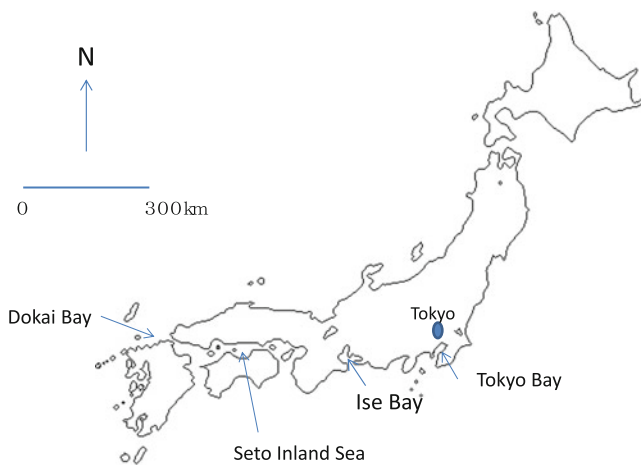 N
0 300km
Tokyo
Dokai Bay
Tokyo Bay
Ise Bay
Seto Inland Sea